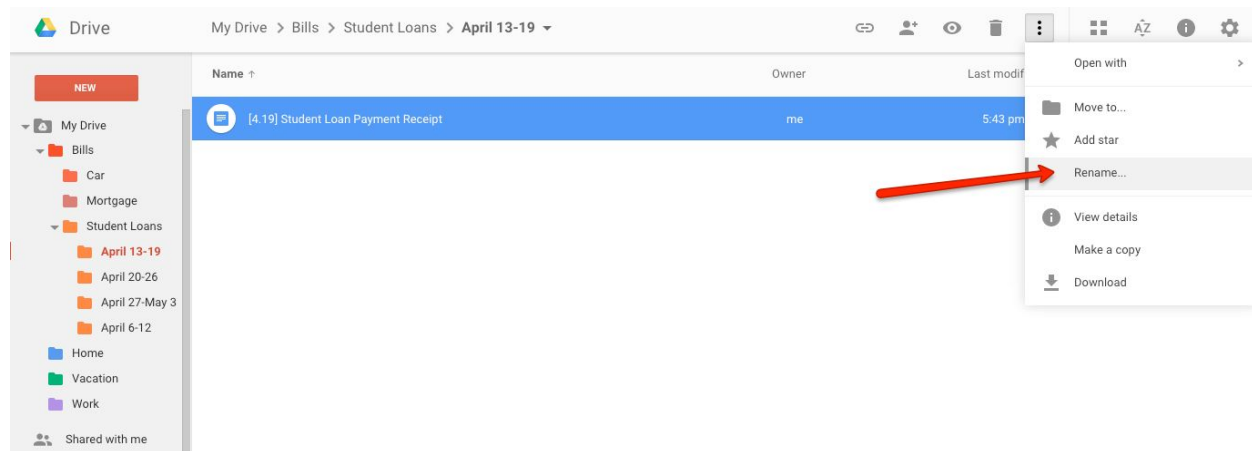 Drive
My Drive > Bills > Student Loans > April 13-19
AZ
Name ↑
Owner
Last modif
NEW
[4.19] Student Loan Payment Receipt
me
5:43 pm
My Drive
Bills
Car
Mortgage
Student Loans
April 13-19
April 20-26
April 27-May 3
April 6-12
Home
Vacation
Work
Shared with me
Open with >
Move to...
Add star
Rename...
View details
Make a copy
Download